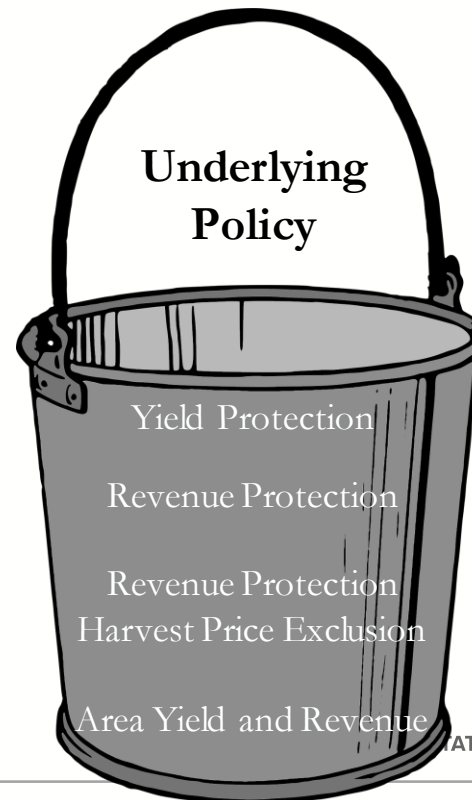 Underlying
Policy
Yield Protection
Revenue Protection
Revenue Protection
Harvest Price Exclusion
Area Yield and Revenue